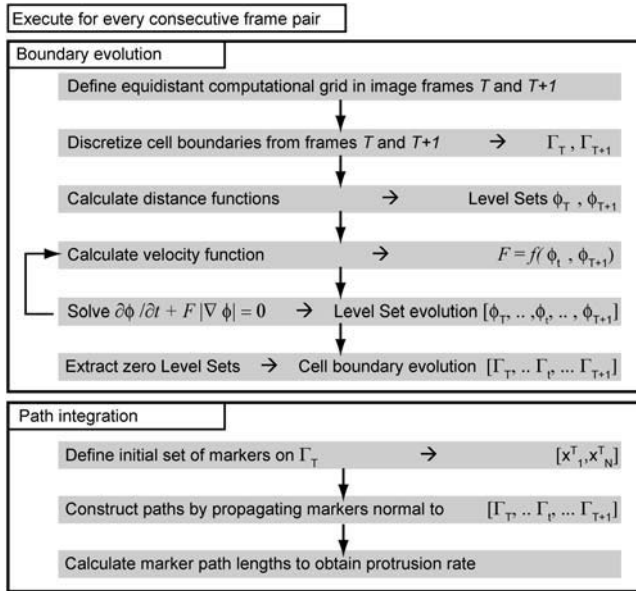 Execute for every consecutive frame pair
Boundary evolution
Define equidistant computational grid in image frames T and T+1
Discretize cell boundaries from frames T and T+1 → Γ_T , Γ_T+1
Calculate distance functions → Level Sets ϕ_T , ϕ_T+1
Calculate velocity function → F = f( ϕ_t , ϕ_T+1)
Solve ∂ϕ /∂t + F |∇ ϕ| = 0 → Level Set evolution [ϕ_T, .. ,ϕ_t, .. , ϕ_T+1]
Extract zero Level Sets → Cell boundary evolution [Γ_T, .. Γ_t, ... Γ_T+1]
Path integration
Define initial set of markers on Γ_T → [x^T_1,x^T_N]
Construct paths by propagating markers normal to [Γ_T, .. Γ_t, ... Γ_T+1]
Calculate marker path lengths to obtain protrusion rate